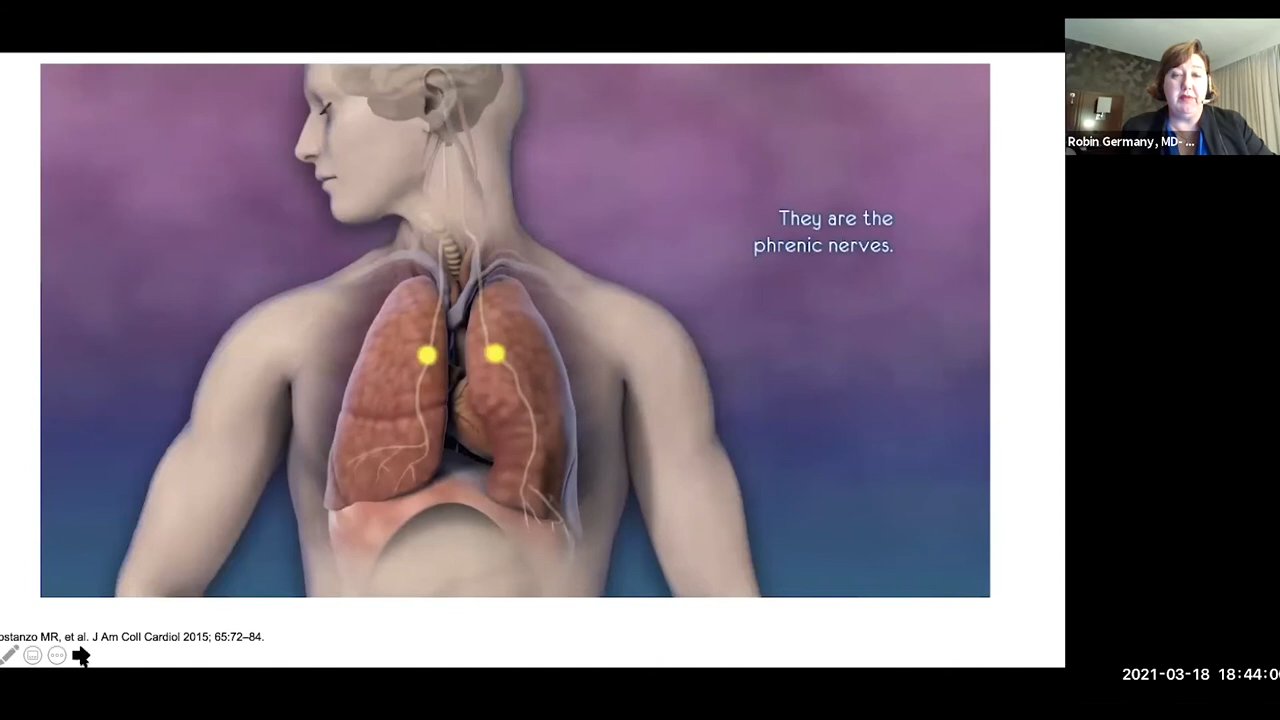 Robin Germany, MD- ...
They are the
phrenic nerves.
ostanzo MR, et al. J Am Coll Cardiol 2015; 65:72–84.
2021-03-18 18:44:0